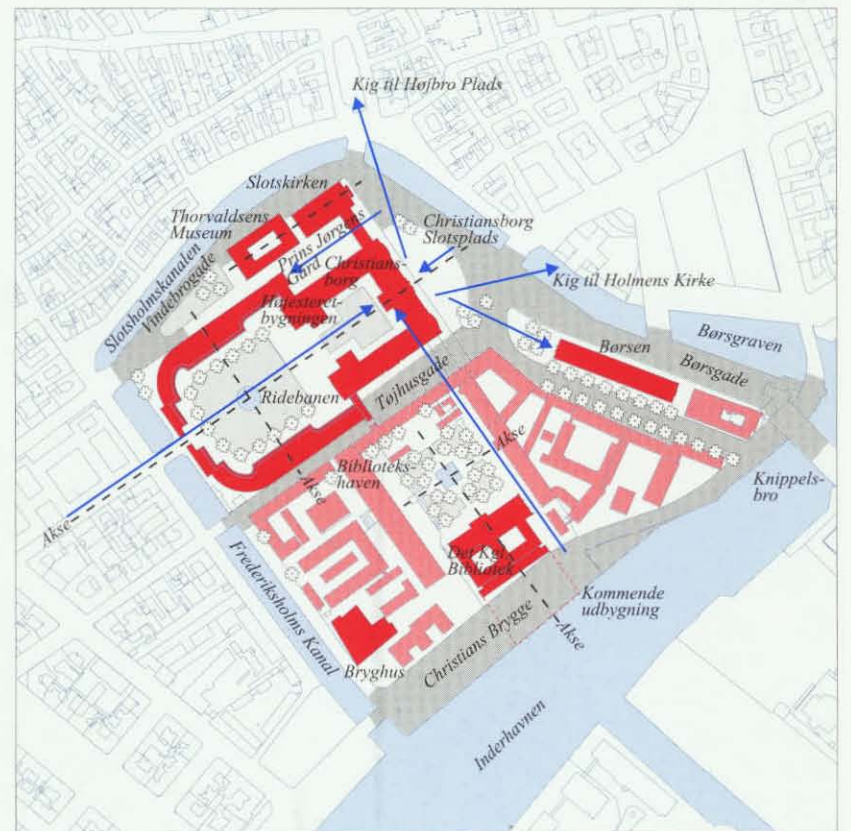 Kig til Højbro Plads
Slotskirken
Thorvaldsens
Museum
Prins Jørgens
Gård
Christians-
borg
Christiansborg
Slotsplads
Kig til Holmens Kirke
Slotsholmskanalen
Vindebrogade
Højesteret-
bygningen
Børsen
Børsgraven
Børsgade
Ridebanen
Tøjhusgade
Akse
Akse
Akse
Biblioteks-
haven
Knippels-
bro
Frederiksholms Kanal
Det Kgl.
Bibliotek
Kommende
udbygning
Akse
Christians Brygge
Bryghus
Inderhavnen